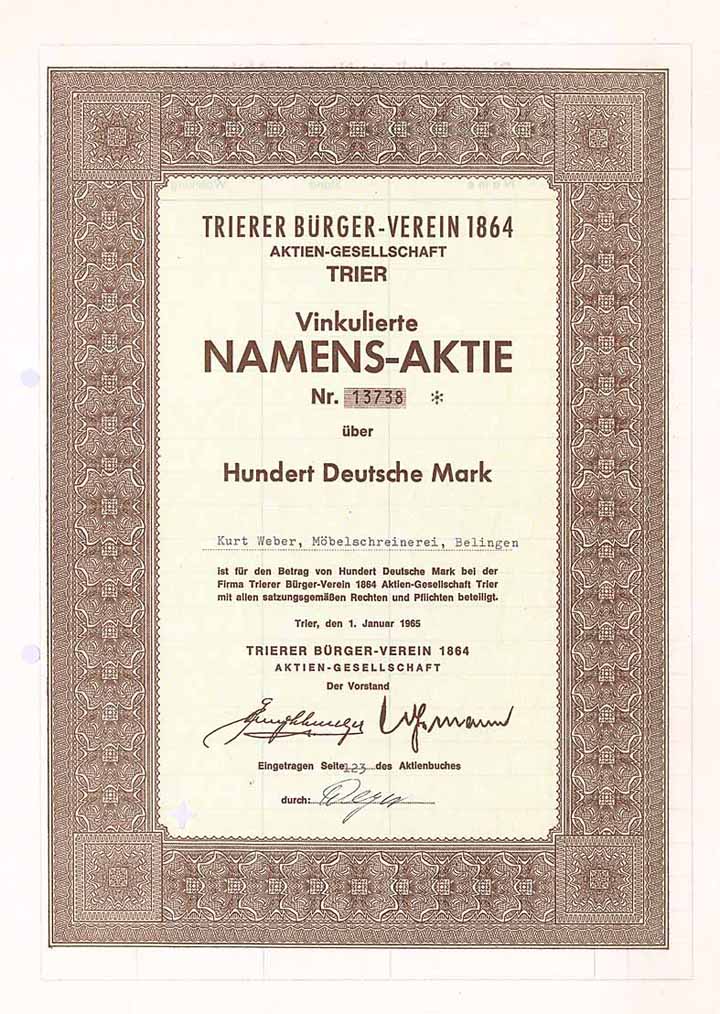 TRIERER BÜRGER-VEREIN 1864
AKTIEN-GESELLSCHAFT
TRIER
Vinkulierte
NAMENS-AKTIE
Nr. 13738 *
über
Hundert Deutsche Mark
Kurt Weber, Möbelschreinerei, Belingen
ist für den Betrag von Hundert Deutsche Mark bei der
Firma Trierer Bürger-Verein 1864 Aktien-Gesellschaft Trier
mit allen satzungsgemäßen Rechten und Pflichten beteiligt.
Trier, den 1. Januar 1965
TRIERER BÜRGER-VEREIN 1864
AKTIEN-GESELLSCHAFT
Der Vorstand
Eingetragen Seite 123 des Aktienbuches
durch: